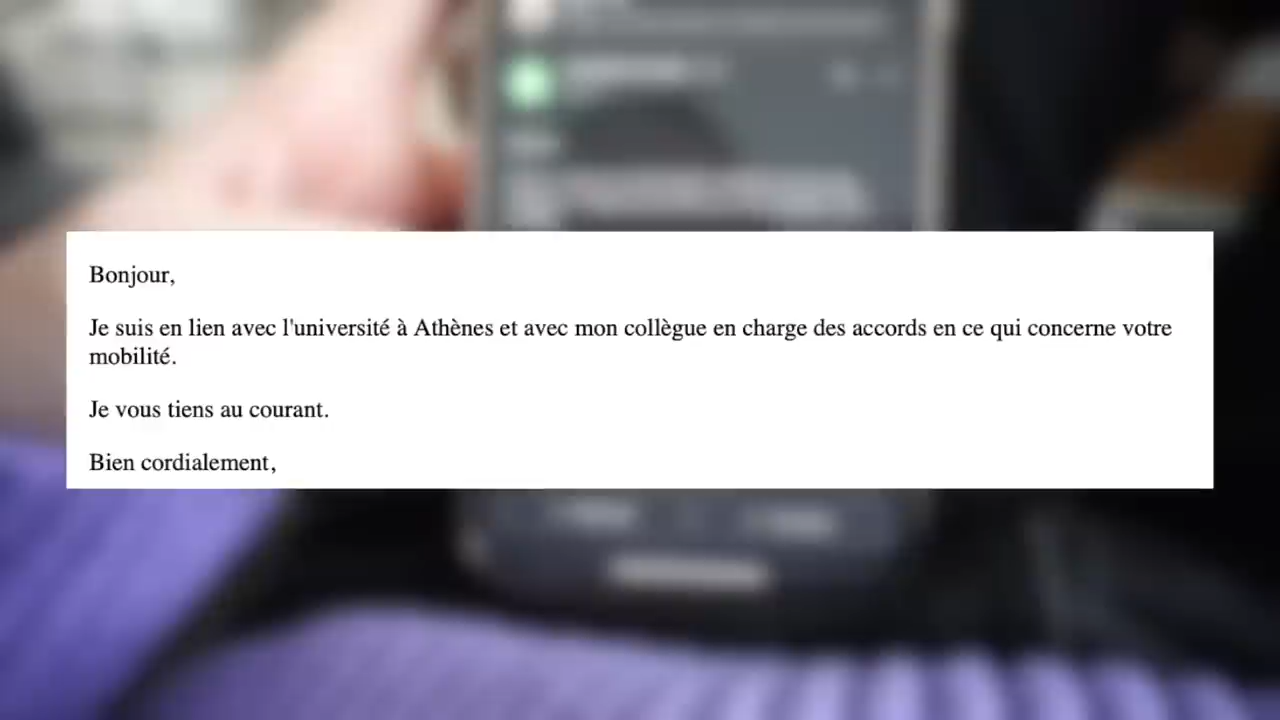 Bonjour,
Je suis en lien avec l'université à Athènes et avec mon collègue en charge des accords en ce qui concerne votre
mobilité.
Je vous tiens au courant.
Bien cordialement,